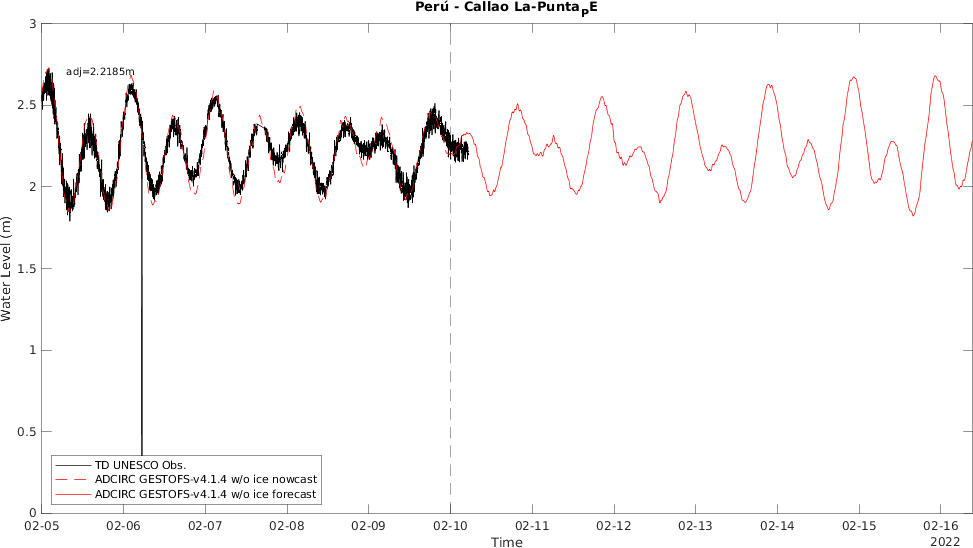 Perú - Callao La-PuntaPE
3
adj=2.2185m
2.5
2
1.5
1
0.5
0
Water Level (m)
TD UNESCO Obs.
ADCIRC GESTOFS-v4.1.4 w/o ice nowcast
ADCIRC GESTOFS-v4.1.4 w/o ice forecast
02-05 02-06 02-07 02-08 02-09 02-10 02-11 02-12 02-13 02-14 02-15 02-16
Time
2022